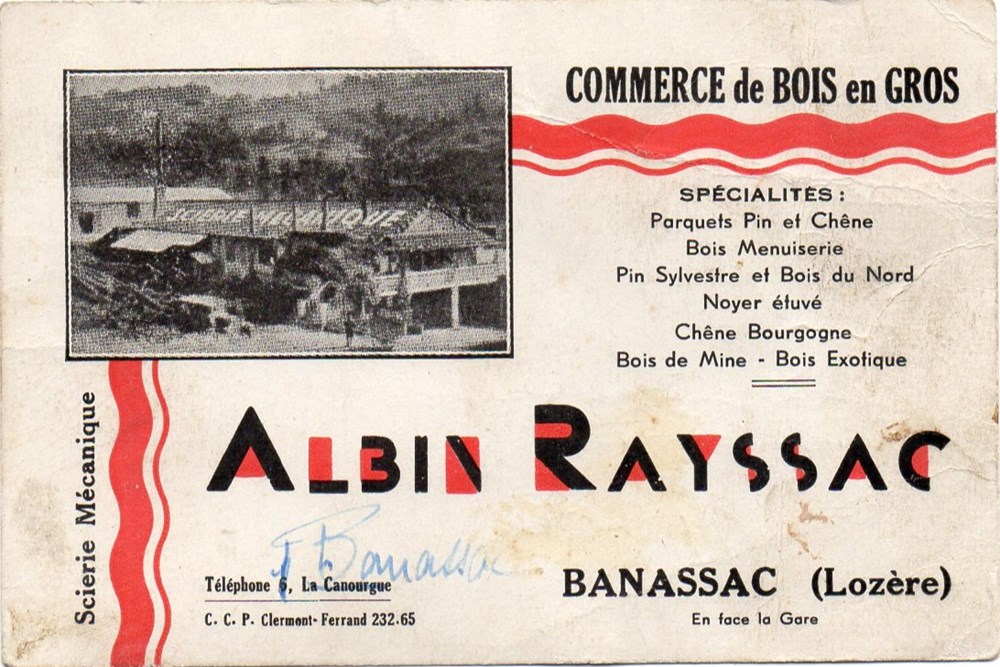 COMMERCE de BOIS en GROS
SCIERIE MÉCANIQUE
SPÉCIALITÉS :
Parquets Pin et Chêne
Bois Menuiserie
Pin Sylvestre et Bois du Nord
Noyer étuvé
Chêne Bourgogne
Bois de Mine - Bois Exotique
Scierie Mécanique
ALBIN RAYSSAC
Banassac
Téléphone 6, La Canourgue
C. C. P. Clermont-Ferrand 232.65
BANASSAC (Lozère)
En face la Gare